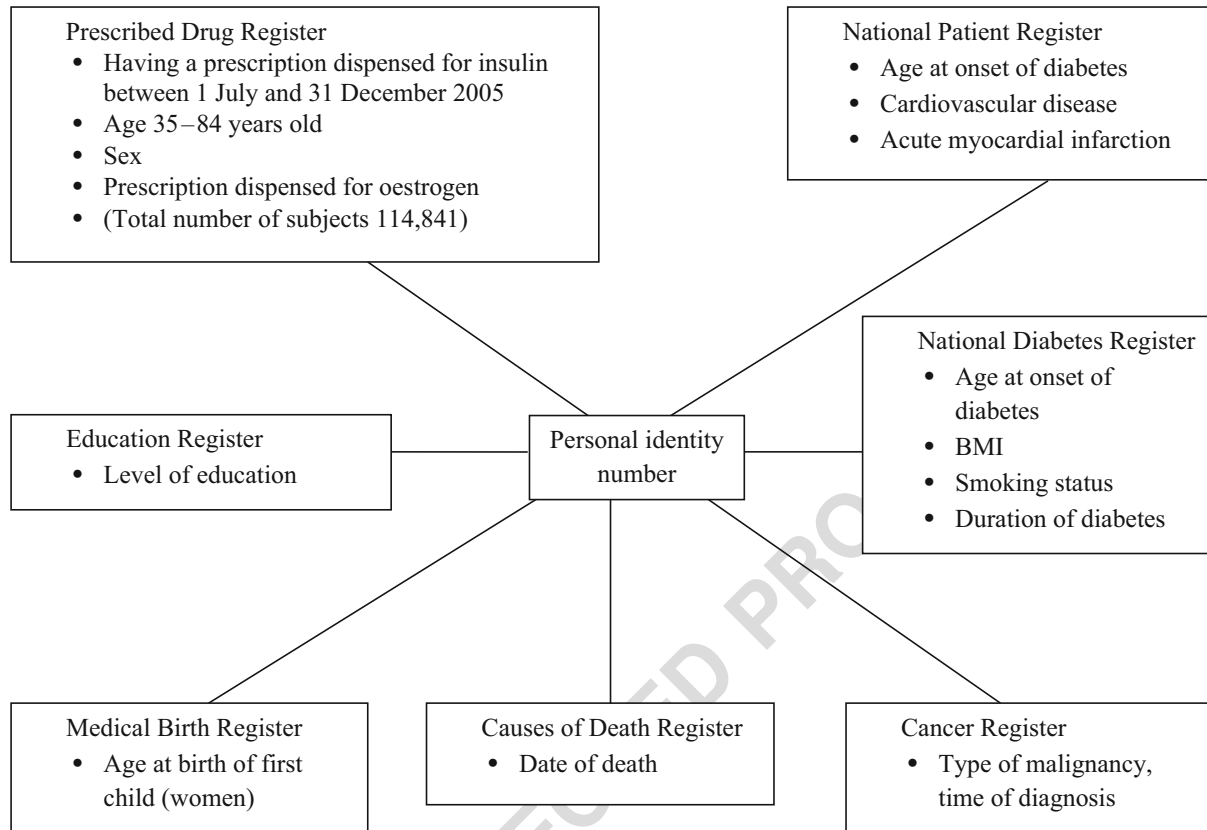 Prescribed Drug Register
• Having a prescription dispensed for insulin
between 1 July and 31 December 2005
• Age 35–84 years old
• Sex
• Prescription dispensed for oestrogen
• (Total number of subjects 114,841)
National Patient Register
• Age at onset of diabetes
• Cardiovascular disease
• Acute myocardial infarction
National Diabetes Register
• Age at onset of
diabetes
• BMI
• Smoking status
• Duration of diabetes
Education Register
• Level of education
Personal identity
number
Medical Birth Register
• Age at birth of first
child (women)
Causes of Death Register
• Date of death
Cancer Register
• Type of malignancy,
time of diagnosis